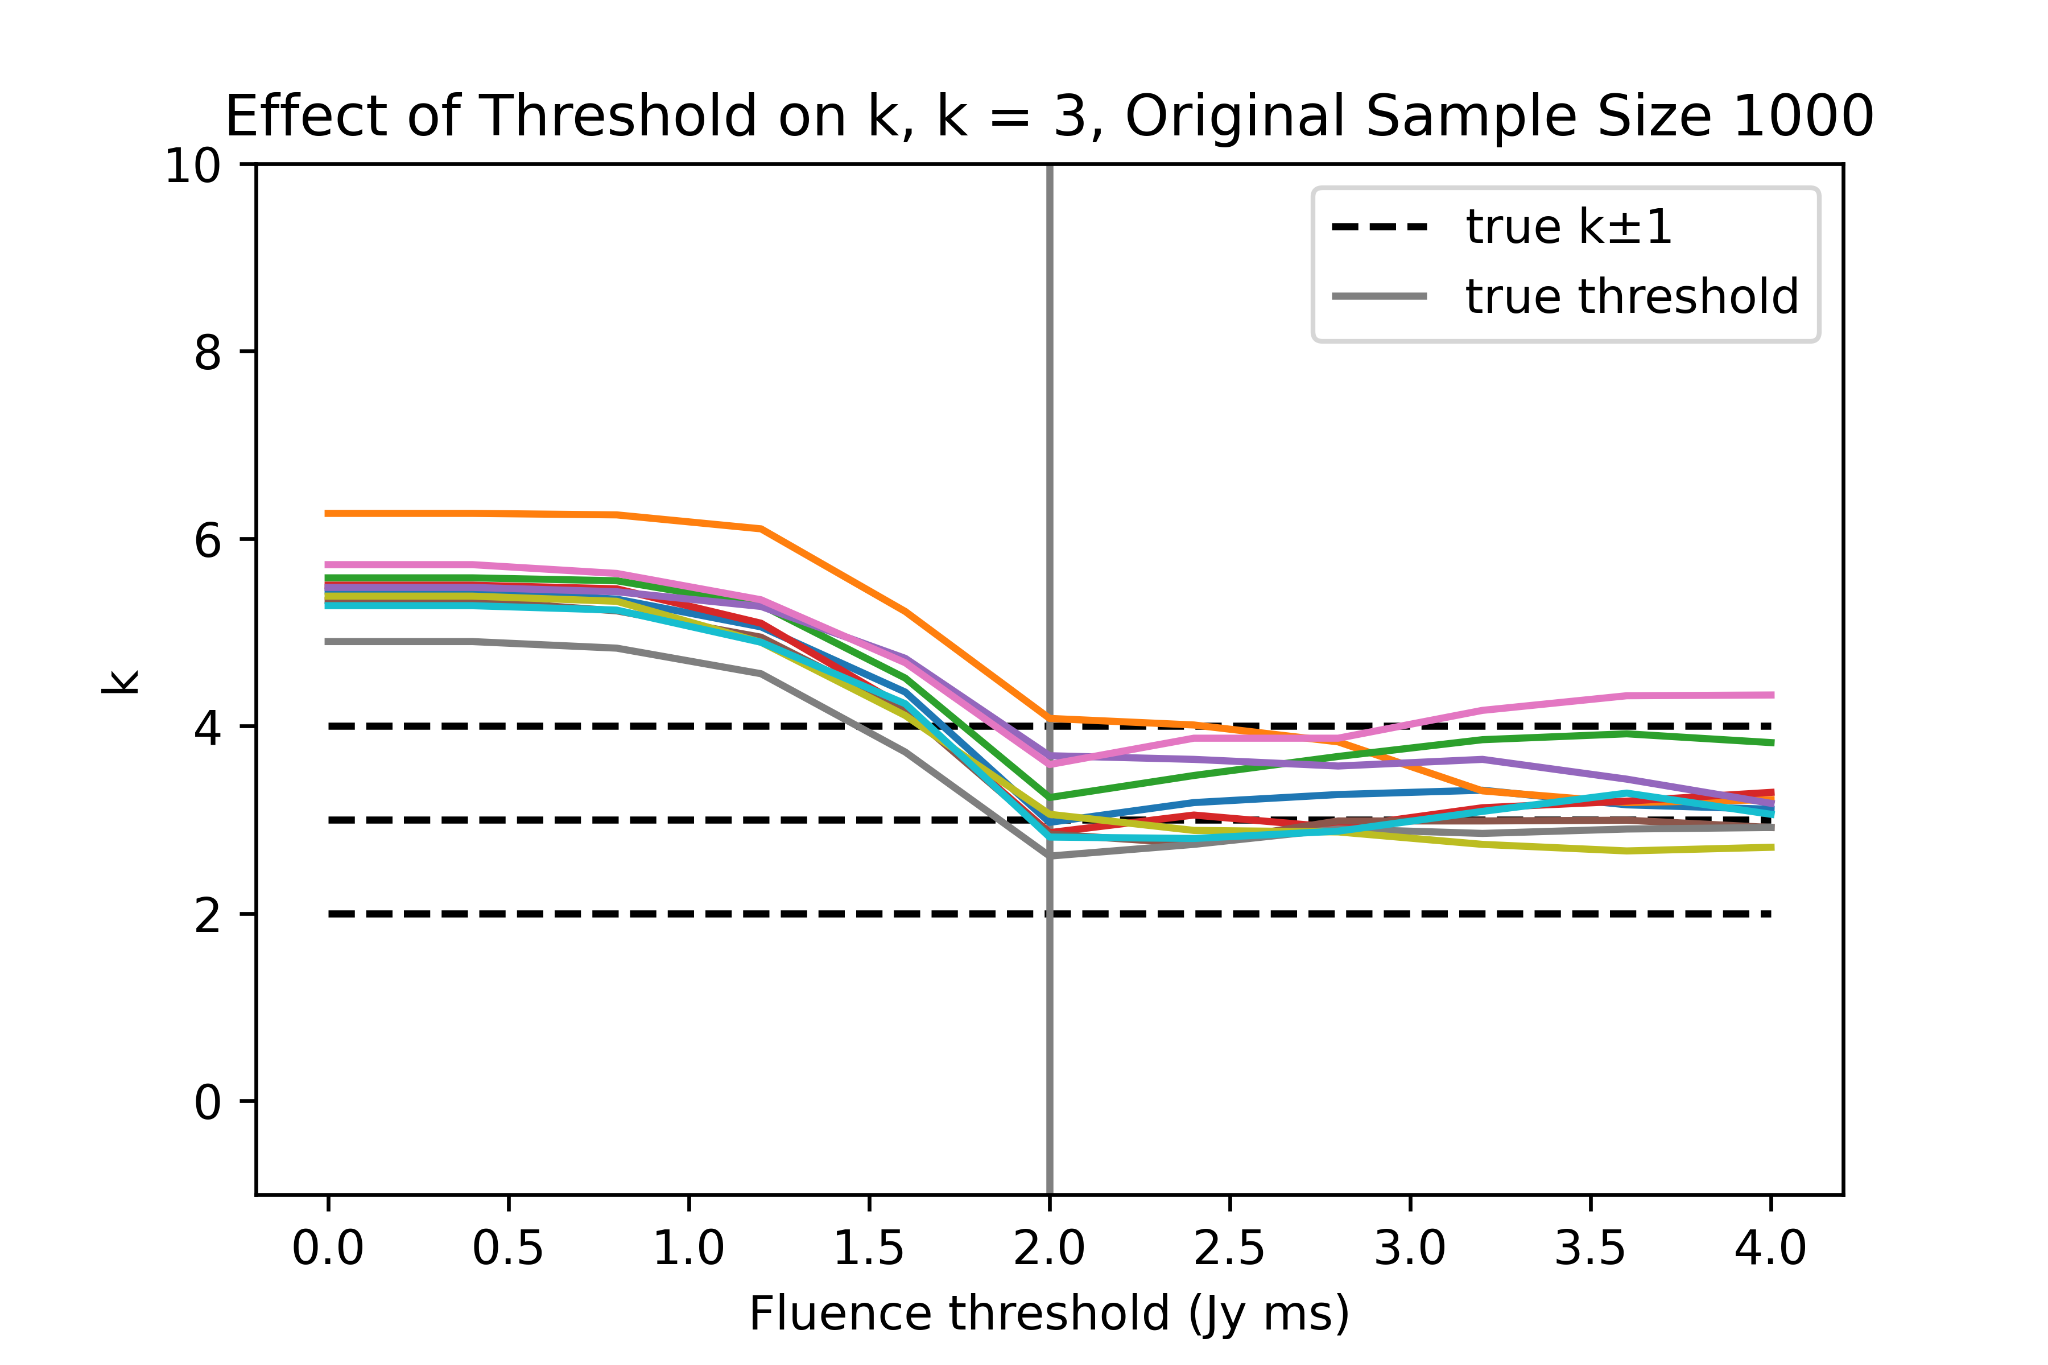 Effect of Threshold on k, k = 3, Original Sample Size 1000
10
8
6
4
2
0
k
true k±1
true threshold
0.0 0.5 1.0 1.5 2.0 2.5 3.0 3.5 4.0
Fluence threshold (Jy ms)